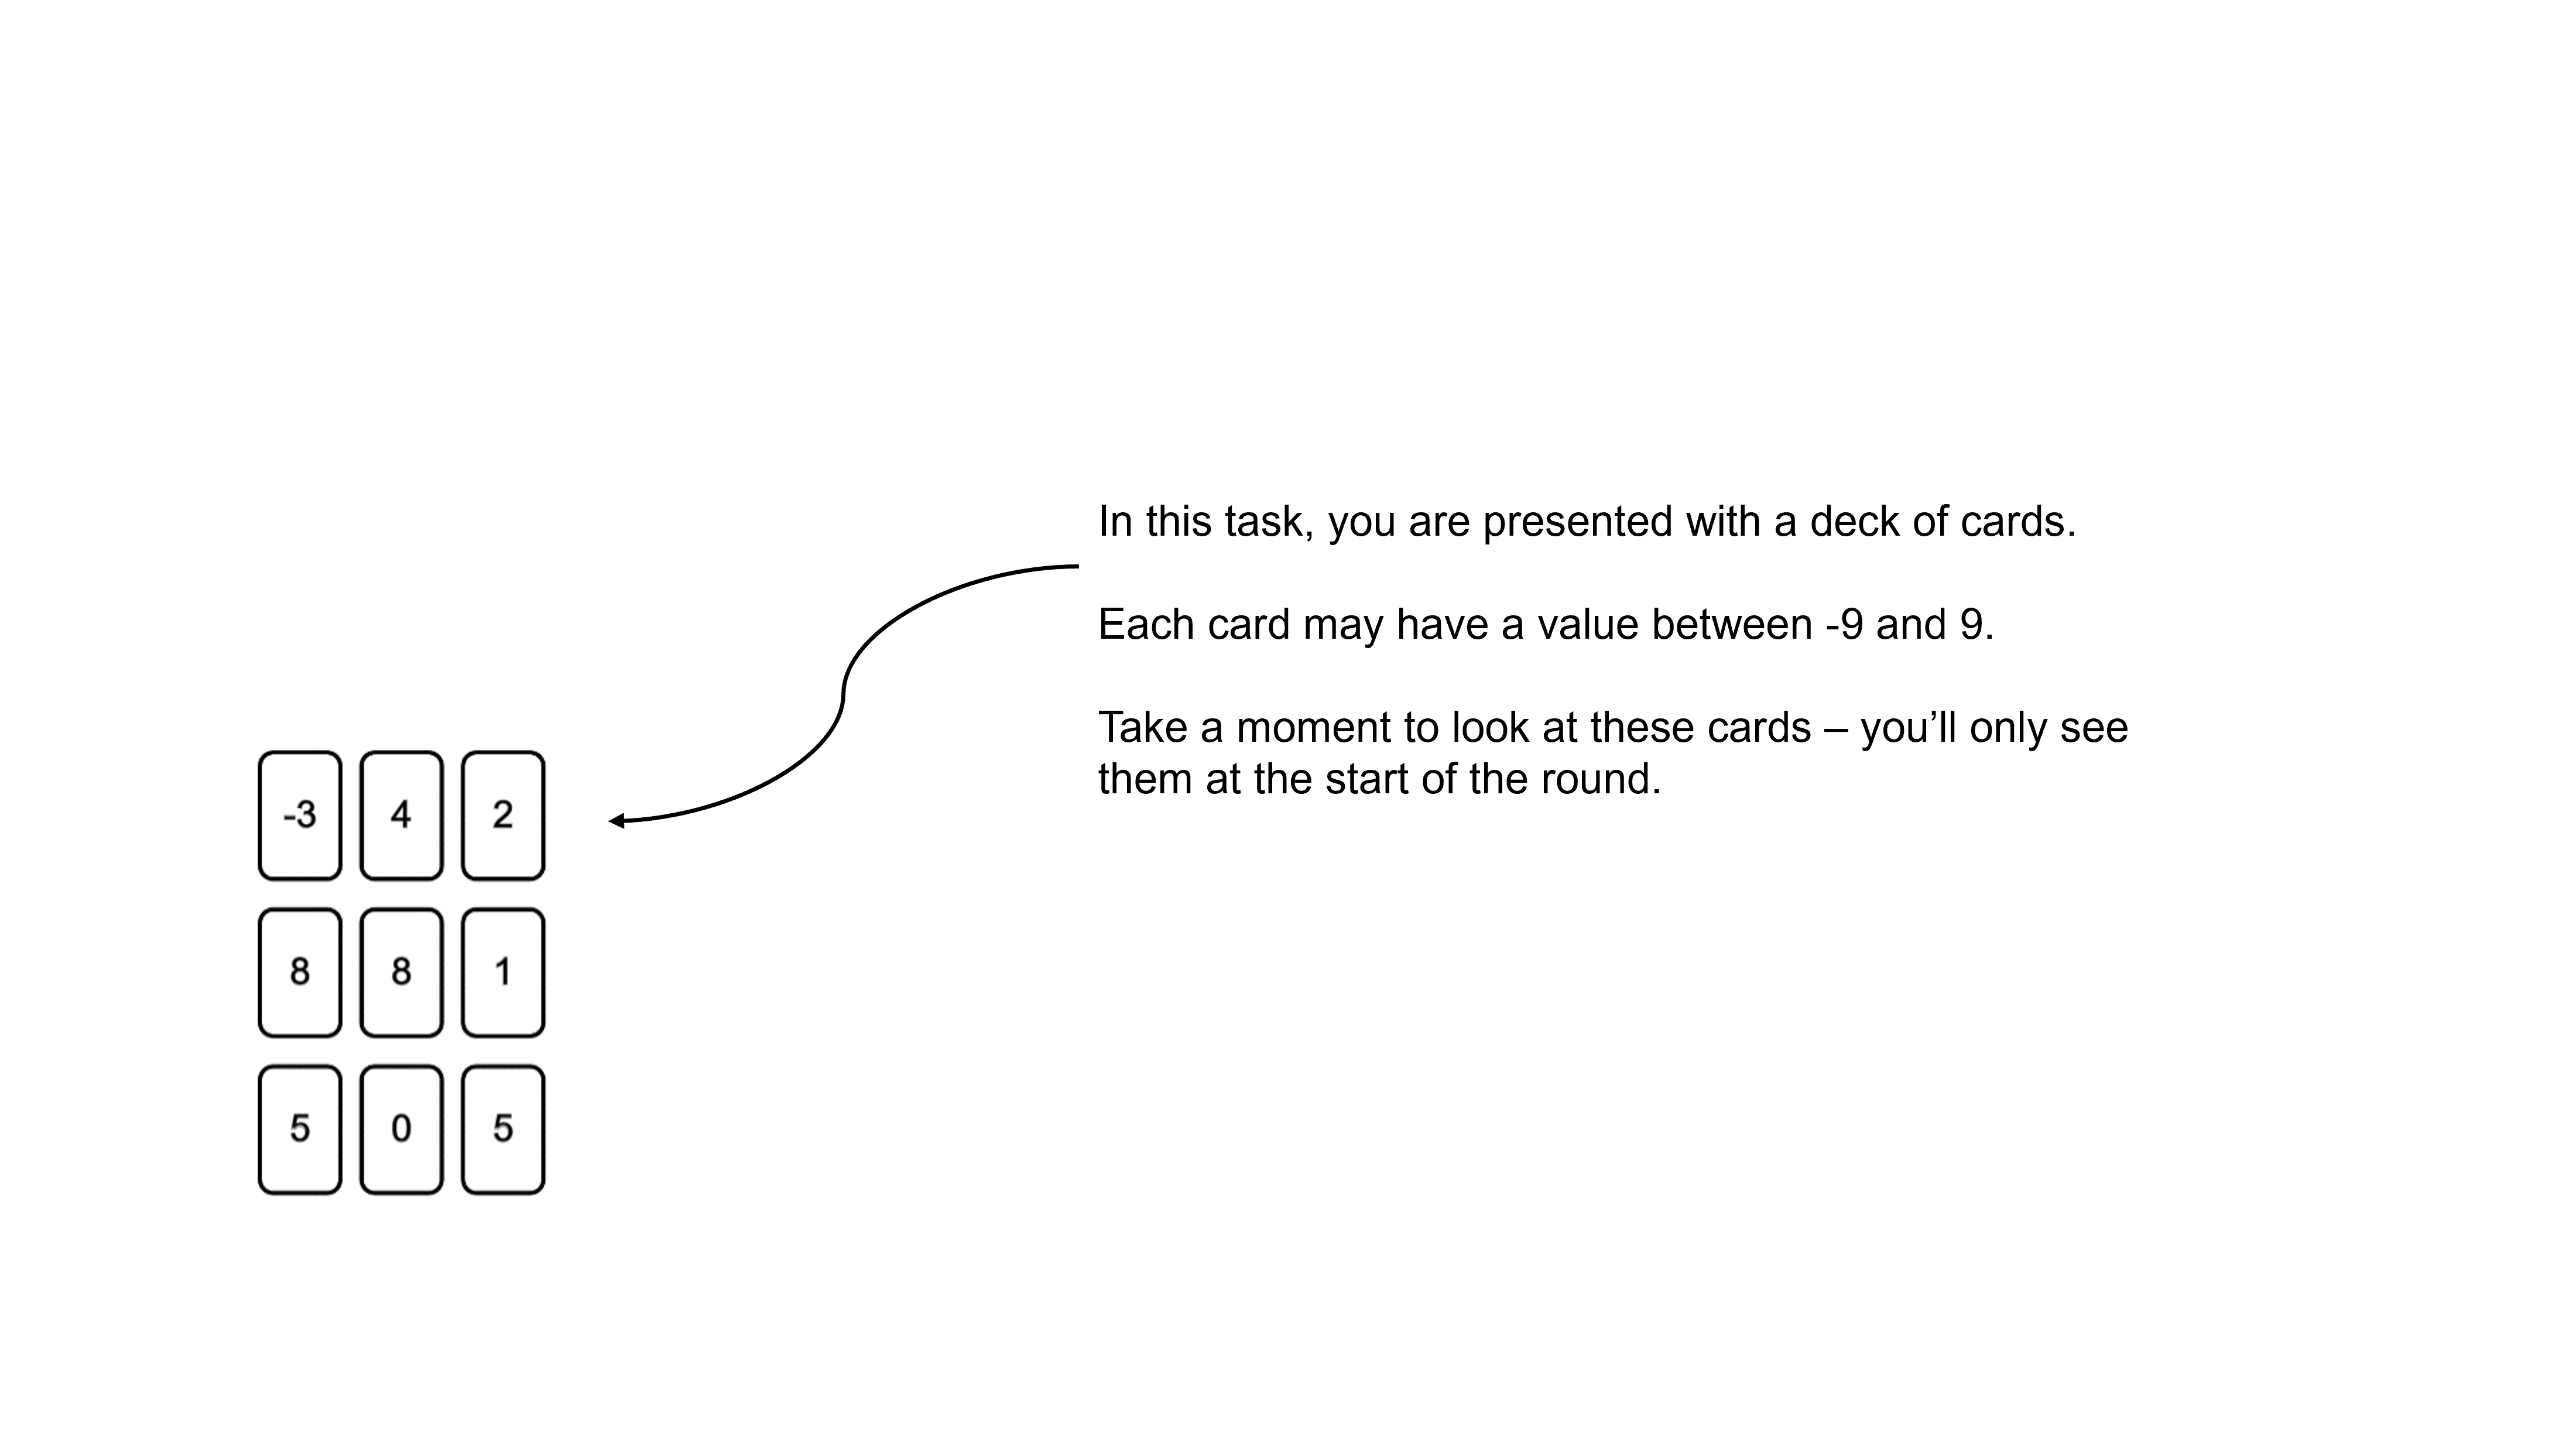 In this task, you are presented with a deck of cards.
Each card may have a value between -9 and 9.
Take a moment to look at these cards – you’ll only see
them at the start of the round.
-3 4 2
8 8 1
5 0 5